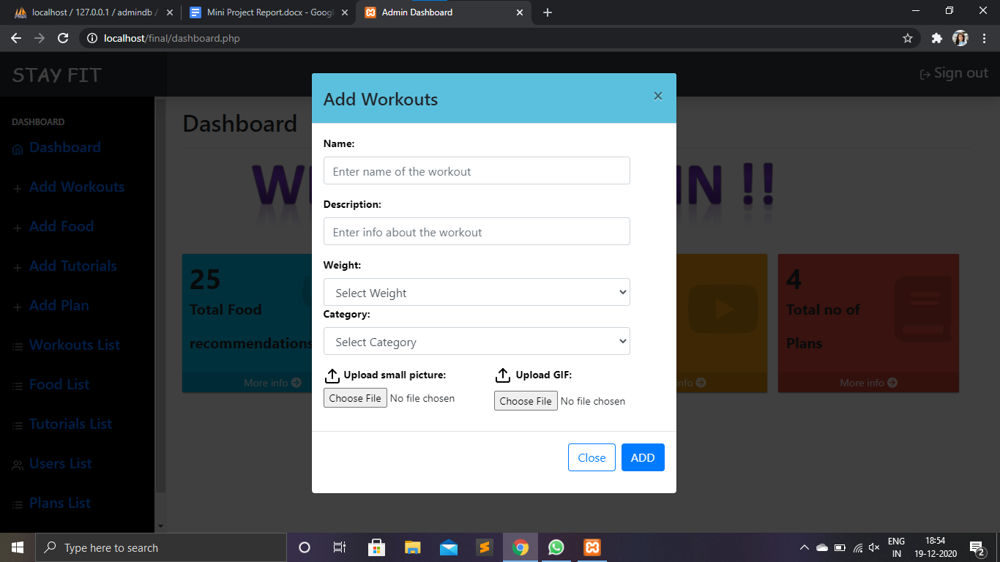 localhost / 127.0.0.1 / admindb /
Mini Project Report.docx - Googl
Admin Dashboard
localhost/final/dashboard.php
STAY FIT
Sign out
DASHBOARD
Dashboard
Add Workouts
Add Food
Add Tutorials
Add Plan
Workouts List
Food List
Tutorials List
Users List
Plans List
Dashboard
IN !!
25
Total Food
recommendations
More info
info
4
Total no of
Plans
More info
Add Workouts
×
Name:
Enter name of the workout
Description:
Enter info about the workout
Weight:
Select Weight
Category:
Select Category
Upload small picture:
Choose File No file chosen
Upload GIF:
Choose File No file chosen
Close
ADD
Type here to search
ENG
IN
18:54
19-12-2020
2